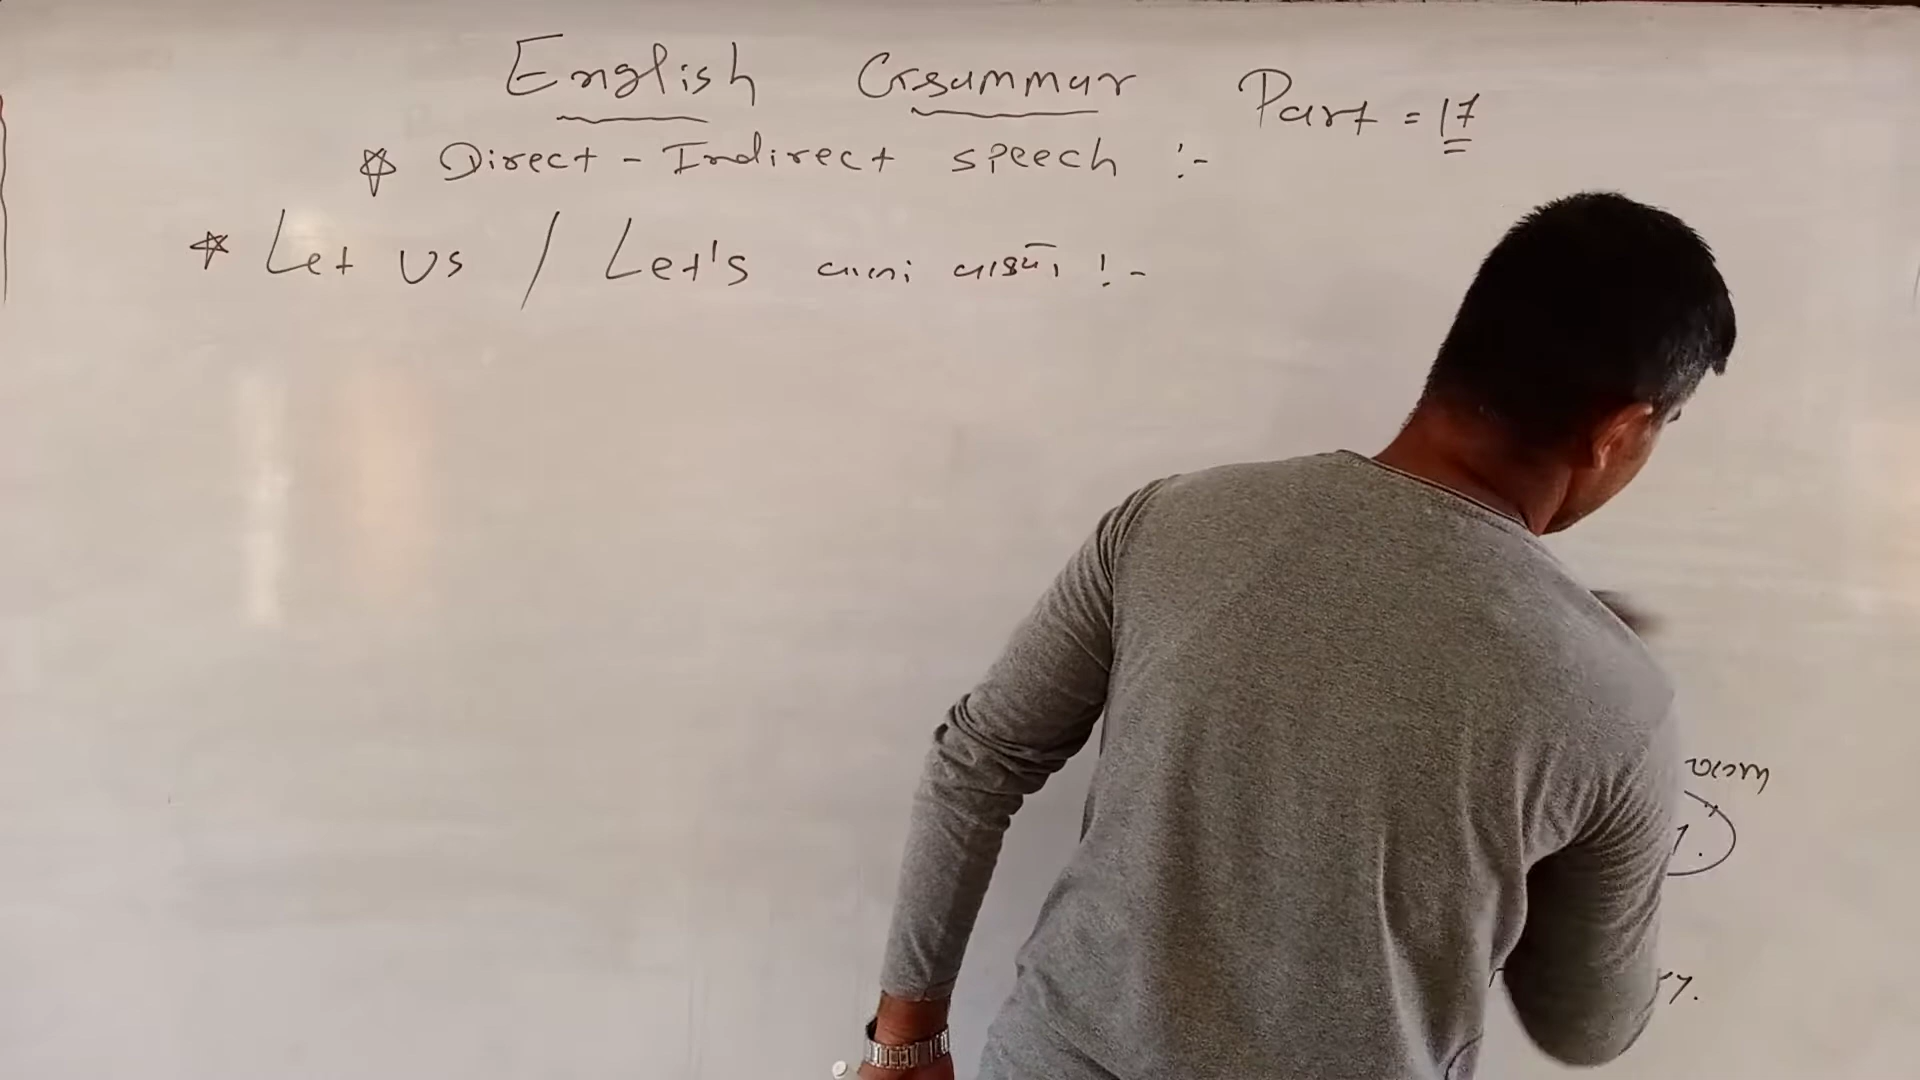 English Grammar Part = 17
☆ Direct - Indirect speech :-
☆ Let us / Let's વાળાં વાક્યો :-